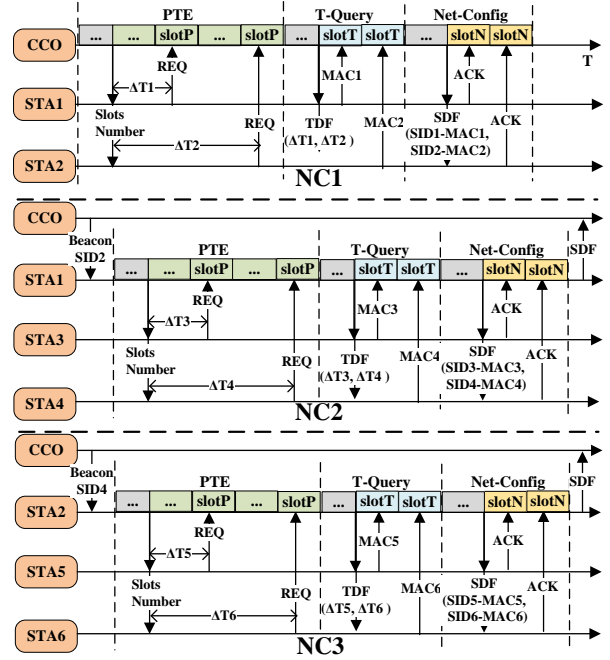 PTE T-Query Net-Config
CCO ... ... slotP ... slotP ... slotT slotT ... slotN slotN
T
REQ MAC1 ACK
ΔT1
STA1
Slots Number
REQ
TDF (ΔT1, ΔT2 )
MAC2
SDF (SID1-MAC1, SID2-MAC2)
ACK
ΔT2
STA2
NC1
CCO
Beacon SID2
PTE T-Query Net-Config
SDF
STA1 ... ... slotP ... slotP ... slotT slotT ... slotN slotN
REQ MAC3 ACK
ΔT3
STA3
Slots Number
REQ
TDF (ΔT3, ΔT4 )
MAC4
SDF (SID3-MAC3, SID4-MAC4)
ACK
ΔT4
STA4
NC2
CCO
Beacon SID4
PTE T-Query Net-Config
SDF
STA2 ... ... slotP ... slotP ... slotT slotT ... slotN slotN
REQ MAC5 ACK
ΔT5
STA5
Slots Number
REQ
TDF (ΔT5, ΔT6 )
MAC6
SDF (SID5-MAC5, SID6-MAC6)
ACK
ΔT6
STA6
NC3